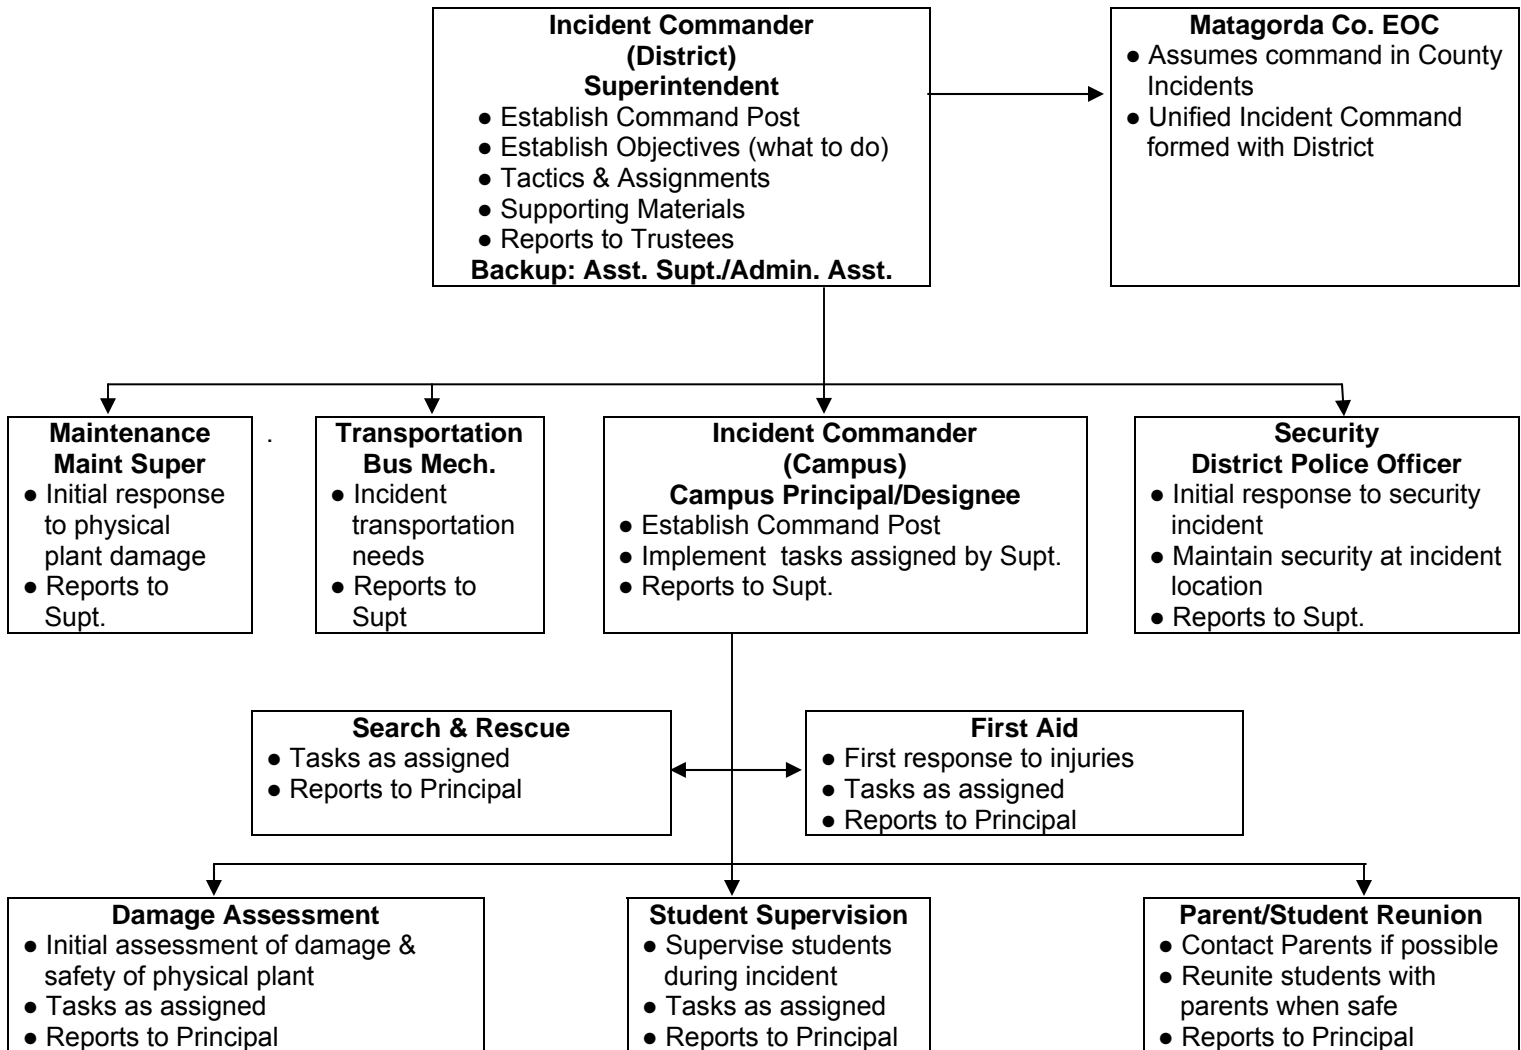 Incident Commander
(District)
Superintendent
● Establish Command Post
● Establish Objectives (what to do)
● Tactics & Assignments
● Supporting Materials
● Reports to Trustees
Backup: Asst. Supt./Admin. Asst.
Matagorda Co. EOC
● Assumes command in County
Incidents
● Unified Incident Command
formed with District
Maintenance
Maint Super
● Initial response
to physical
plant damage
● Reports to
Supt.
.
Transportation
Bus Mech.
● Incident
transportation
needs
● Reports to
Supt
Incident Commander
(Campus)
Campus Principal/Designee
● Establish Command Post
● Implement  tasks assigned by Supt.
● Reports to Supt.
Security
District Police Officer
● Initial response to security
incident
● Maintain security at incident
location
● Reports to Supt.
Search & Rescue
● Tasks as assigned
● Reports to Principal
First Aid
● First response to injuries
● Tasks as assigned
● Reports to Principal
Damage Assessment
● Initial assessment of damage &
safety of physical plant
● Tasks as assigned
● Reports to Principal
Student Supervision
● Supervise students
during incident
● Tasks as assigned
● Reports to Principal
Parent/Student Reunion
● Contact Parents if possible
● Reunite students with
parents when safe
● Reports to Principal